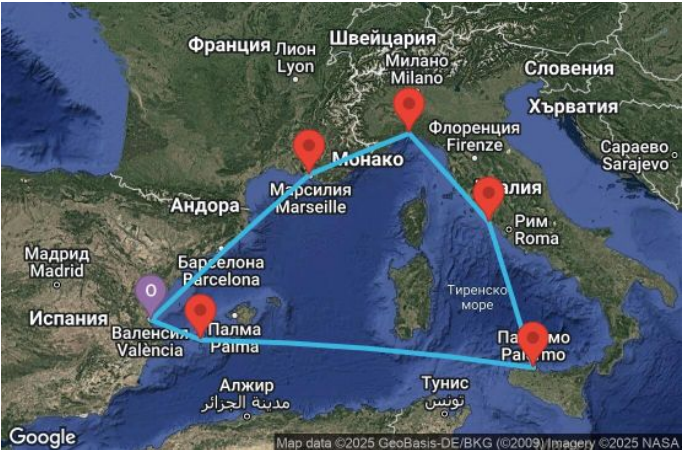 Франция
Лион
Lyon
Швейцария
Милано
Milano
Словения
Хърватия
Флоренция
Firenze
Сараево
Sarajevo
Монако
Марсилия
Marseille
Андора
Рим
Roma
Мадрид
Madrid
Барселона
Barcelona
Тиренско
море
O
Испания
Валенсия
València
Палма
Palma
Алжир
مدينة الجزائر
Тунис
تونس
Google
Map data ©2025 GeoBasis-DE/BKG (©2009) Imagery ©2025 NASA